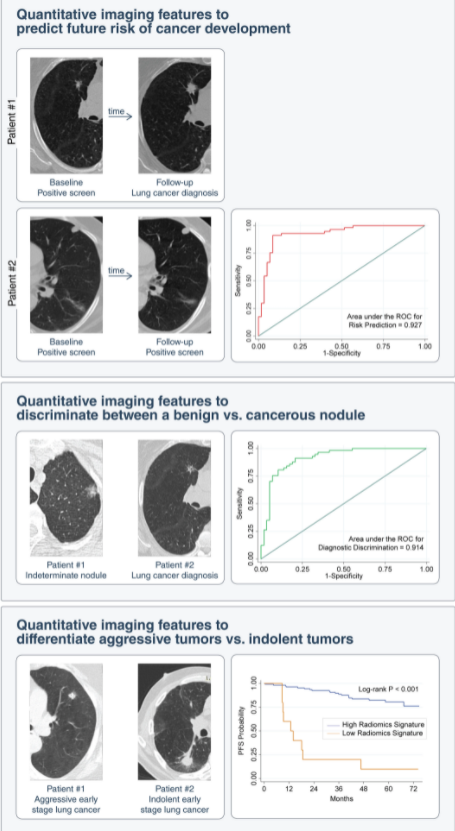 Quantitative imaging features to
predict future risk of cancer development
Patient #1
time
Baseline
Positive screen
Follow-up
Lung cancer diagnosis
Patient #2
time
Baseline
Positive screen
Follow-up
Positive screen
Sensitivity
1.00
0.75
0.50
0.25
0.00
Area under the ROC for
Risk Prediction = 0.927
0.00 0.25 0.50 0.75 1.00
1-Specificity
Quantitative imaging features to
discriminate between a benign vs. cancerous nodule
Patient #1
Indeterminate nodule
Patient #2
Lung cancer diagnosis
Sensitivity
1.00
0.75
0.50
0.25
0.00
Area under the ROC for
Diagnostic Discrimination = 0.914
0.00 0.25 0.50 0.75 1.00
1-Specificity
Quantitative imaging features to
differentiate aggressive tumors vs. indolent tumors
Patient #1
Aggressive early
stage lung cancer
Patient #2
Indolent early
stage lung cancer
PFS Probability
1.00
0.75
0.50
0.25
0.00
Log-rank P < 0.001
High Radiomics Signature
Low Radiomics Signature
0 12 24 36 48 60 72
Months